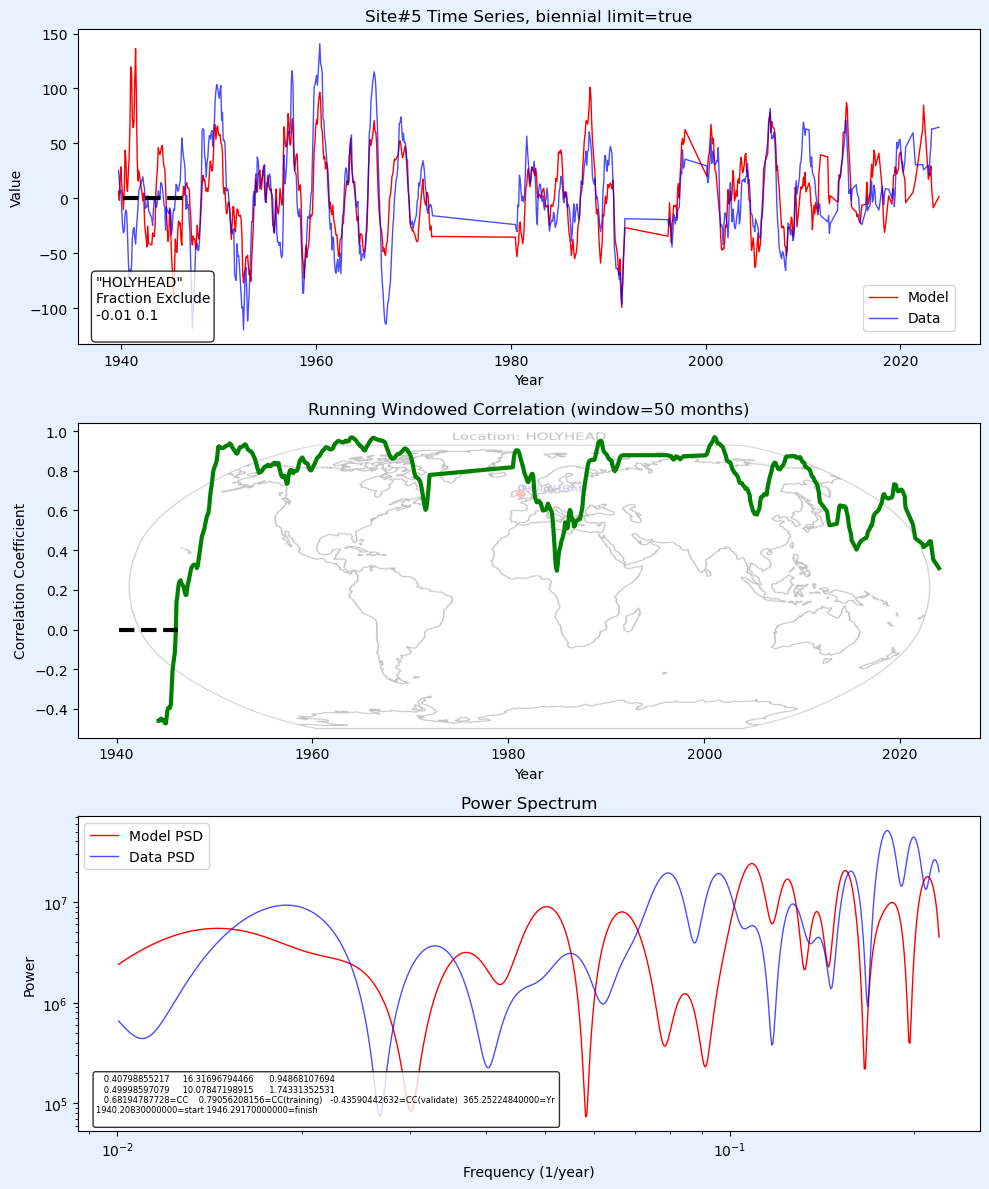 Site#5 Time Series, biennial limit=true
Value
150
100
50
0
−50
−100
"HOLYHEAD"
Fraction Exclude
-0.01 0.1
Model
Data
1940
1960
1980
2000
2020
Year
Running Windowed Correlation (window=50 months)
Location: HOLYHEAD
Correlation Coefficient
1.0
0.8
0.6
0.4
0.2
0.0
−0.2
−0.4
1940
1960
1980
2000
2020
Year
Power Spectrum
Model PSD
Data PSD
Power
10⁷
10⁶
10⁵
0.40798855217 16.31696794466 0.94868107694
0.49998597079 10.07847198915 1.74331352531
0.68194787728=CC 0.79056208156=CC(training) -0.43590442632=CC(validate) 365.25224840000=Yr
1940.20830000000=start 1946.29170000000=finish
10⁻²
10⁻¹
Frequency (1/year)